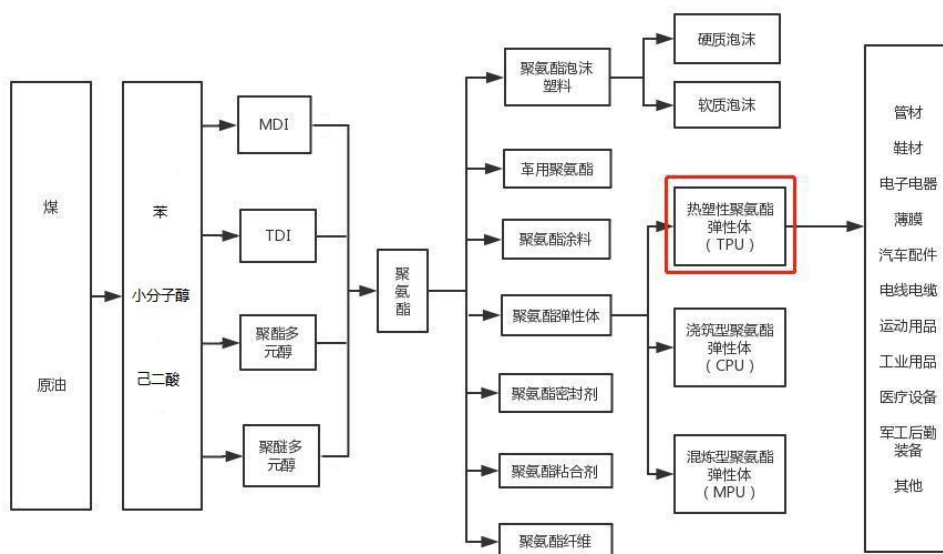 煤
原油
苯
小分子醇
己二酸
MDI
TDI
聚酯多
元醇
聚醚多
元醇
聚
氨
酯
聚氨酯泡沫
塑料
革用聚氨酯
聚氨酯涂料
聚氨酯弹性体
聚氨酯密封剂
聚氨酯粘合剂
聚氨酯纤维
硬质泡沫
软质泡沫
热塑性聚氨酯
弹性体
（TPU）
浇筑型聚氨酯
弹性体
（CPU）
混炼型聚氨酯
弹性体
（MPU）
管材
鞋材
电子电器
薄膜
汽车配件
电线电缆
运动用品
工业用品
医疗设备
军工后勤
装备
其他